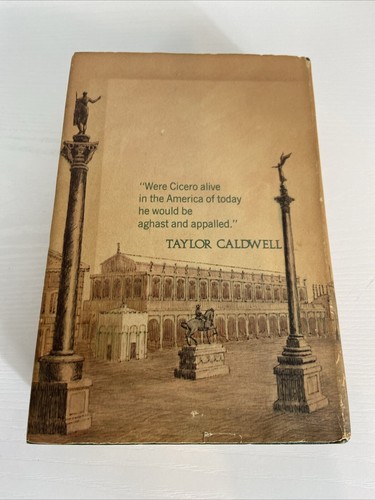 "Were Cicero alive
in the America of today
he would be
aghast and appalled."
TAYLOR CALDWELL